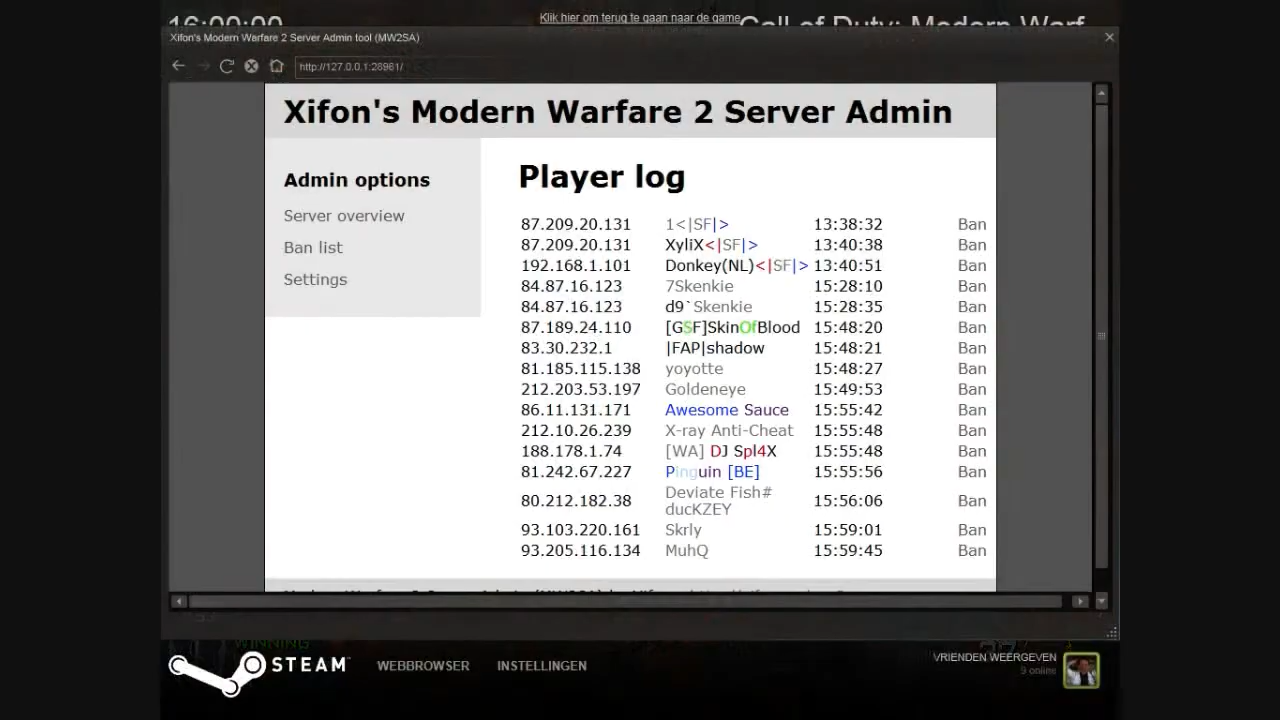 16:00:00
Klik hier om terug te gaan naar de game
Call of Duty: Modern Warf
Xifon's Modern Warfare 2 Server Admin tool (MW2SA)
http://127.0.0.1:28961/
Xifon's Modern Warfare 2 Server Admin
Admin options
Server overview
Ban list
Settings
Player log
87.209.20.131 1<|SF|> 13:38:32 Ban
87.209.20.131 XyliX<|SF|> 13:40:38 Ban
192.168.1.101 Donkey(NL)<|SF|> 13:40:51 Ban
84.87.16.123 7Skenkie 15:28:10 Ban
84.87.16.123 d9`Skenkie 15:28:35 Ban
87.189.24.110 [GSF]SkinOfBlood 15:48:20 Ban
83.30.232.1 |FAP|shadow 15:48:21 Ban
81.185.115.138 yoyotte 15:48:27 Ban
212.203.53.197 Goldeneye 15:49:53 Ban
86.11.131.171 Awesome Sauce 15:55:42 Ban
212.10.26.239 X-ray Anti-Cheat 15:55:48 Ban
188.178.1.74 [WA] DJ Spl4X 15:55:48 Ban
81.242.67.227 Pinguin [BE] 15:55:56 Ban
80.212.182.38 Deviate Fish#
ducKZEY 15:56:06 Ban
93.103.220.161 Skrly 15:59:01 Ban
93.205.116.134 MuhQ 15:59:45 Ban
WINNING
STEAM
WEBBROWSER
INSTELLINGEN
VRIENDEN WEERGEVEN
9 online